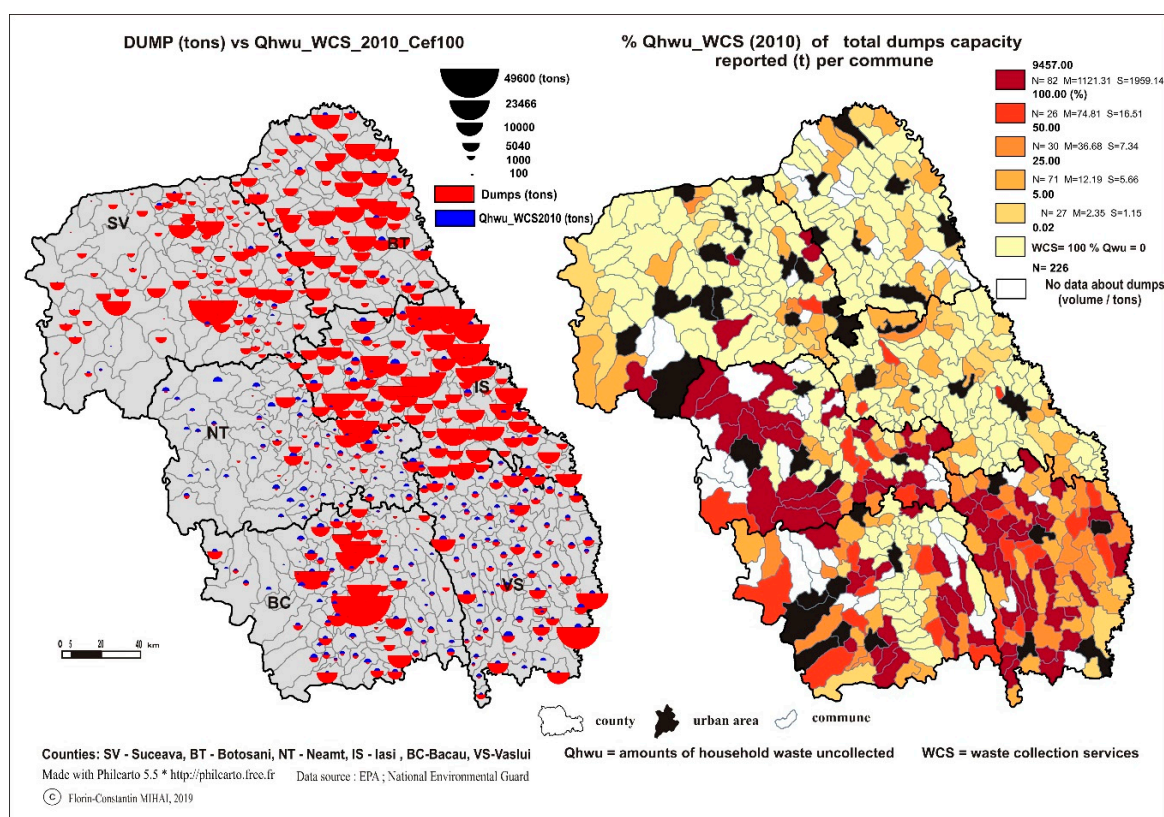 DUMP (tons) vs Qhwu_WCS_2010_Cef100
49600 (tons)
23466
10000
5040
1000
100
Dumps (tons)
Qhwu_WCS2010 (tons)
SV
BT
IS
NT
BC
VS
0 5 20 40 km
% Qhwu_WCS (2010) of total dumps capacity
reported (t) per commune
9457.00
N= 82 M=1121.31 S=1959.14
100.00 (%)
N= 26 M=74.81 S=16.51
50.00
N= 30 M=36.68 S=7.34
25.00
N= 71 M=12.19 S=5.66
5.00
N= 27 M=2.35 S=1.15
0.02
WCS= 100 % Qwu = 0
N= 226
No data about dumps
(volume / tons)
county
urban area
commune
Counties: SV - Suceava, BT - Botosani, NT - Neamt, IS - Iasi , BC-Bacau, VS-Vaslui
Qhwu = amounts of household waste uncollected
WCS = waste collection services
Made with Philcarto 5.5 * http://philcarto.free.fr
Data source : EPA ; National Environmental Guard
© Florin-Constantin MIHAI, 2019